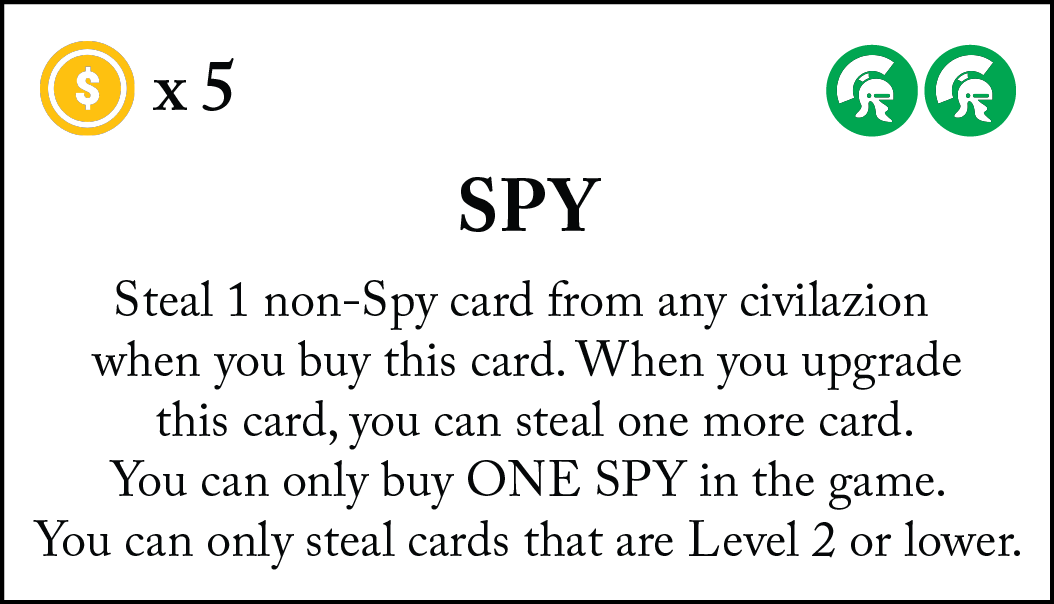 $ x 5
SPY
Steal 1 non-Spy card from any civilazion
when you buy this card. When you upgrade
this card, you can steal one more card.
You can only buy ONE SPY in the game.
You can only steal cards that are Level 2 or lower.